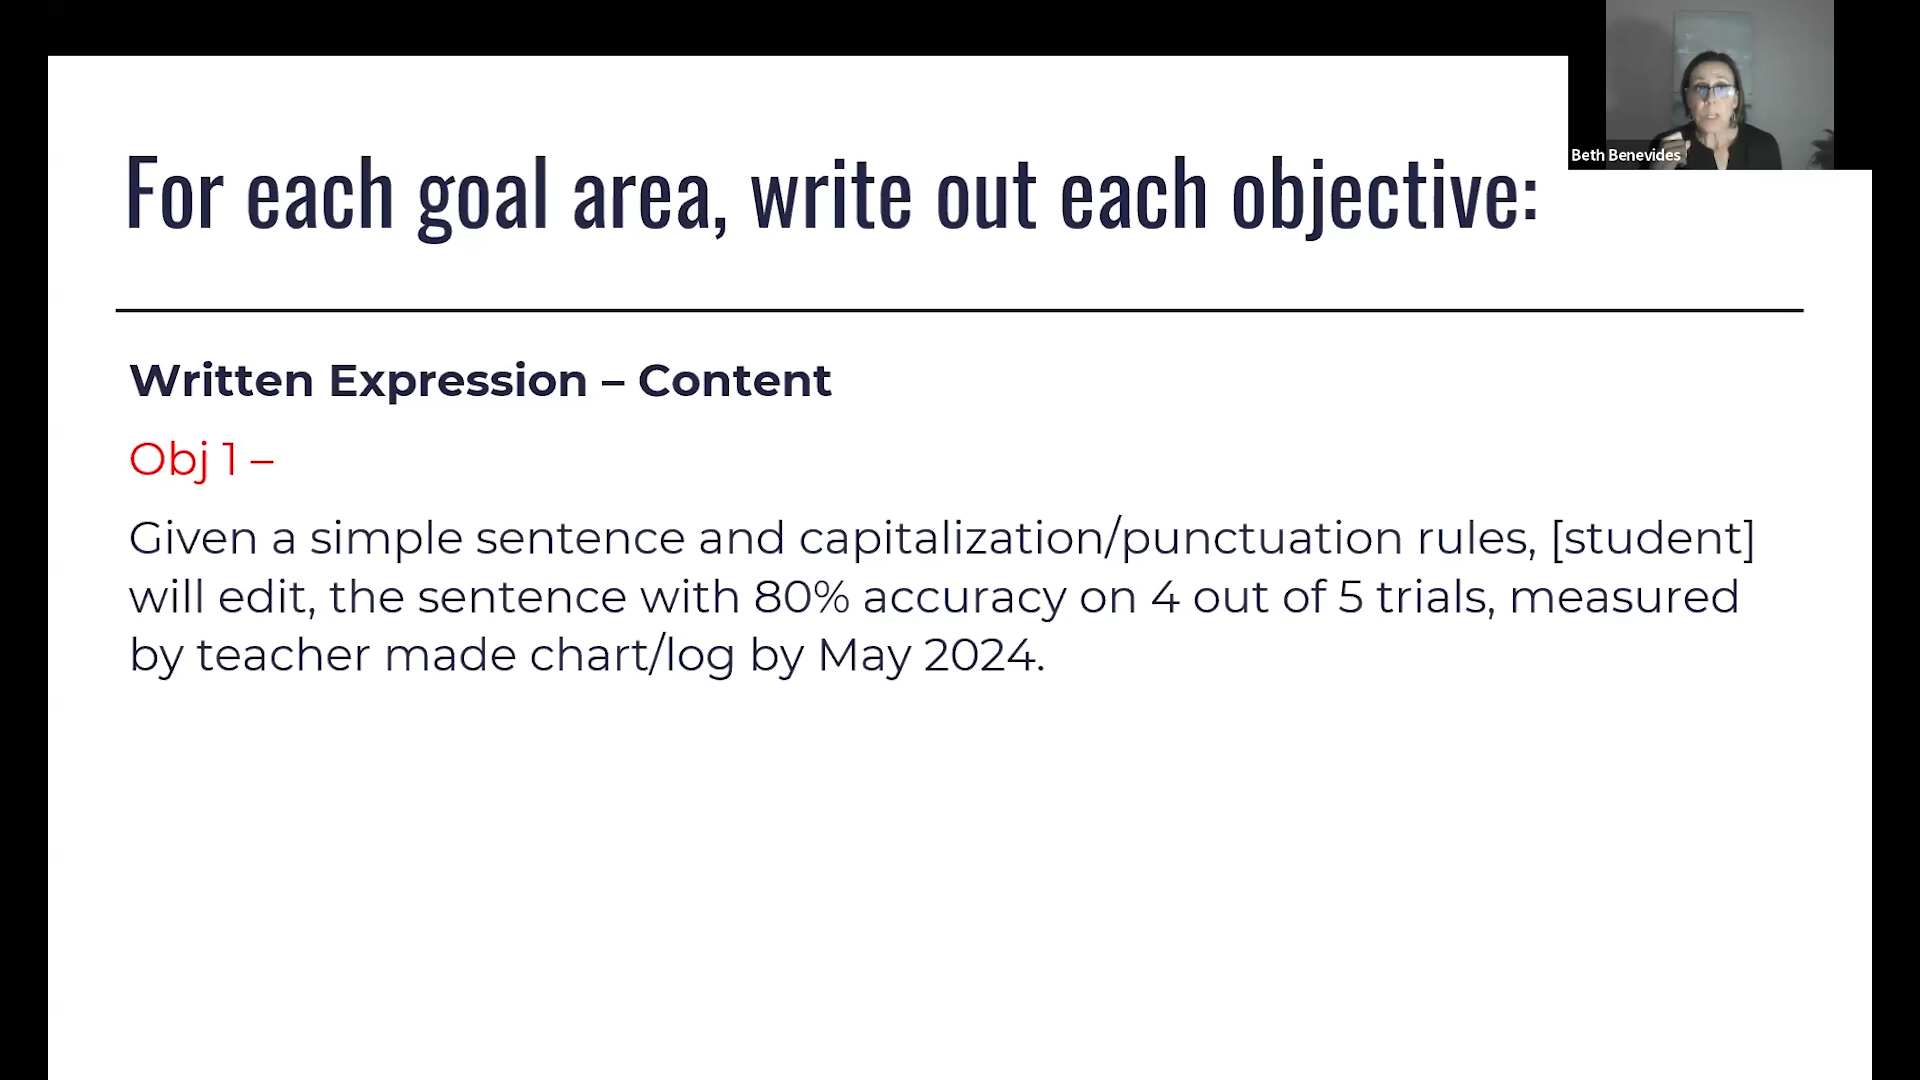 For each goal area, write out each objective:
Beth Benevides
Written Expression – Content
Obj 1 –
Given a simple sentence and capitalization/punctuation rules, [student]
will edit, the sentence with 80% accuracy on 4 out of 5 trials, measured
by teacher made chart/log by May 2024.